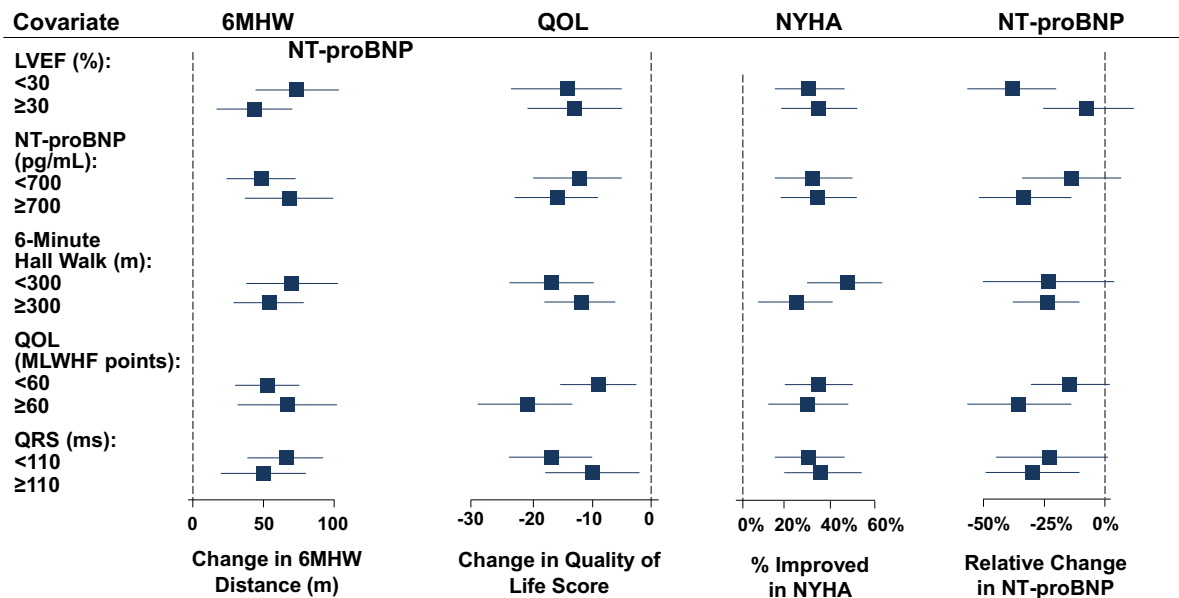 Covariate 6MHW QOL NYHA NT-proBNP
NT-proBNP
LVEF (%):
<30
≥30
NT-proBNP
(pg/mL):
<700
≥700
6-Minute
Hall Walk (m):
<300
≥300
QOL
(MLWHF points):
<60
≥60
QRS (ms):
<110
≥110
0 50 100
-30 -20 -10 0
0% 20% 40% 60%
-50% -25% 0%
Change in 6MHW
Distance (m)
Change in Quality of
Life Score
% Improved
in NYHA
Relative Change
in NT-proBNP